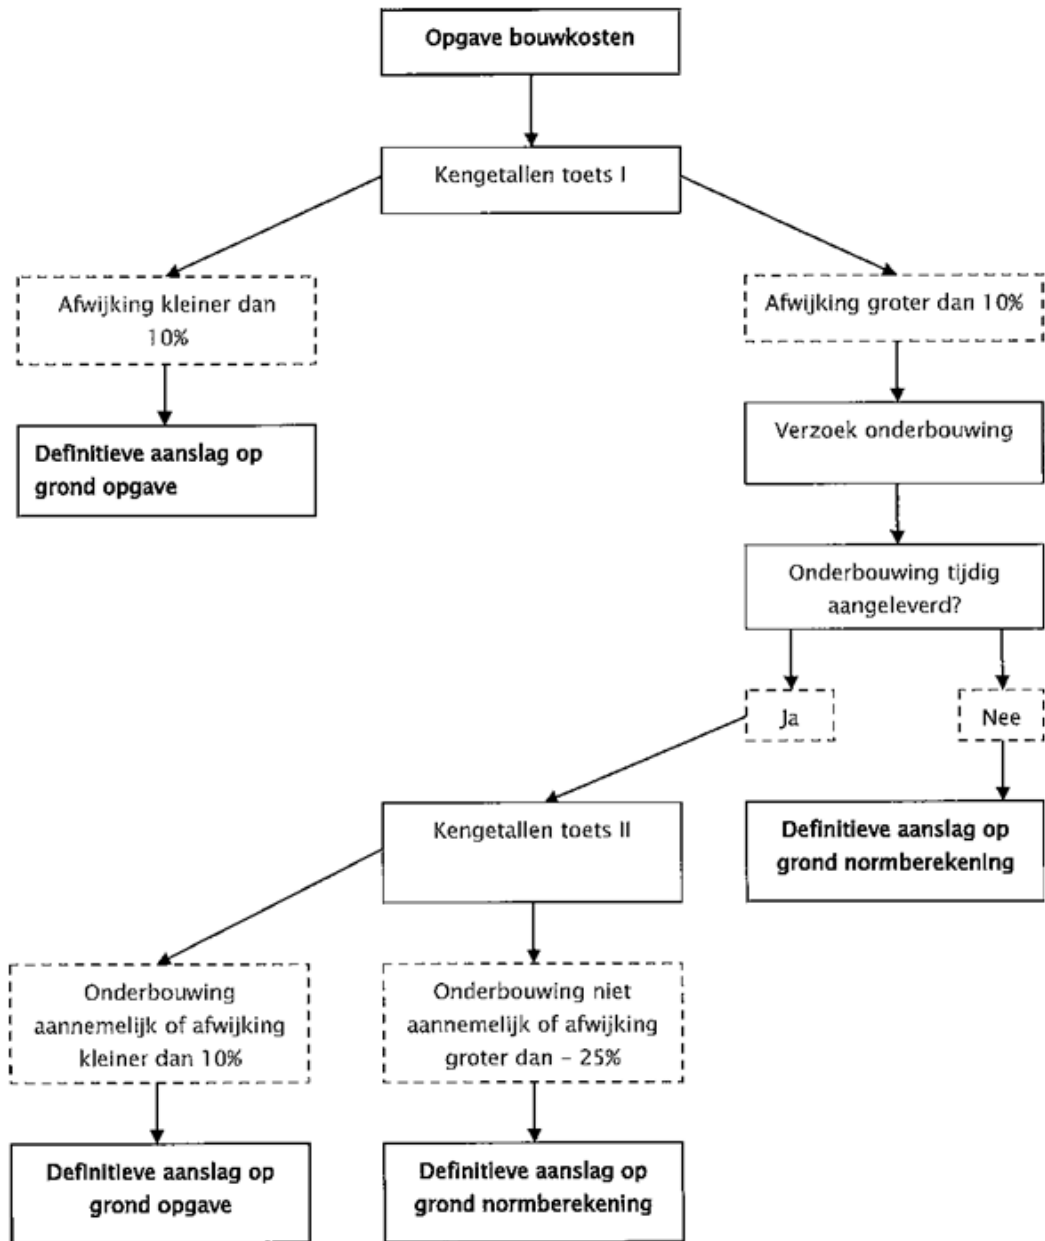 Opgave bouwkosten
Kengetallen toets I
Afwijking kleiner dan
10%
Afwijking groter dan 10%
Definitieve aanslag op
grond opgave
Verzoek onderbouwing
Onderbouwing tijdig
aangeleverd?
Ja
Nee
Kengetallen toets II
Definitieve aanslag op
grond normberekening
Onderbouwing
aannemelijk of afwijking
kleiner dan 10%
Onderbouwing niet
aannemelijk of afwijking
groter dan – 25%
Definitieve aanslag op
grond opgave
Definitieve aanslag op
grond normberekening